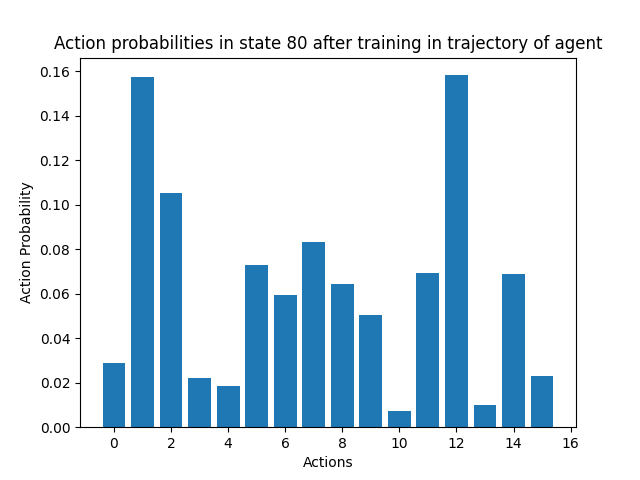 Action probabilities in state 80 after training in trajectory of agent
0.16
0.14
0.12
0.10
0.08
0.06
0.04
0.02
0.00
Action Probability
0 2 4 6 8 10 12 14 16
Actions